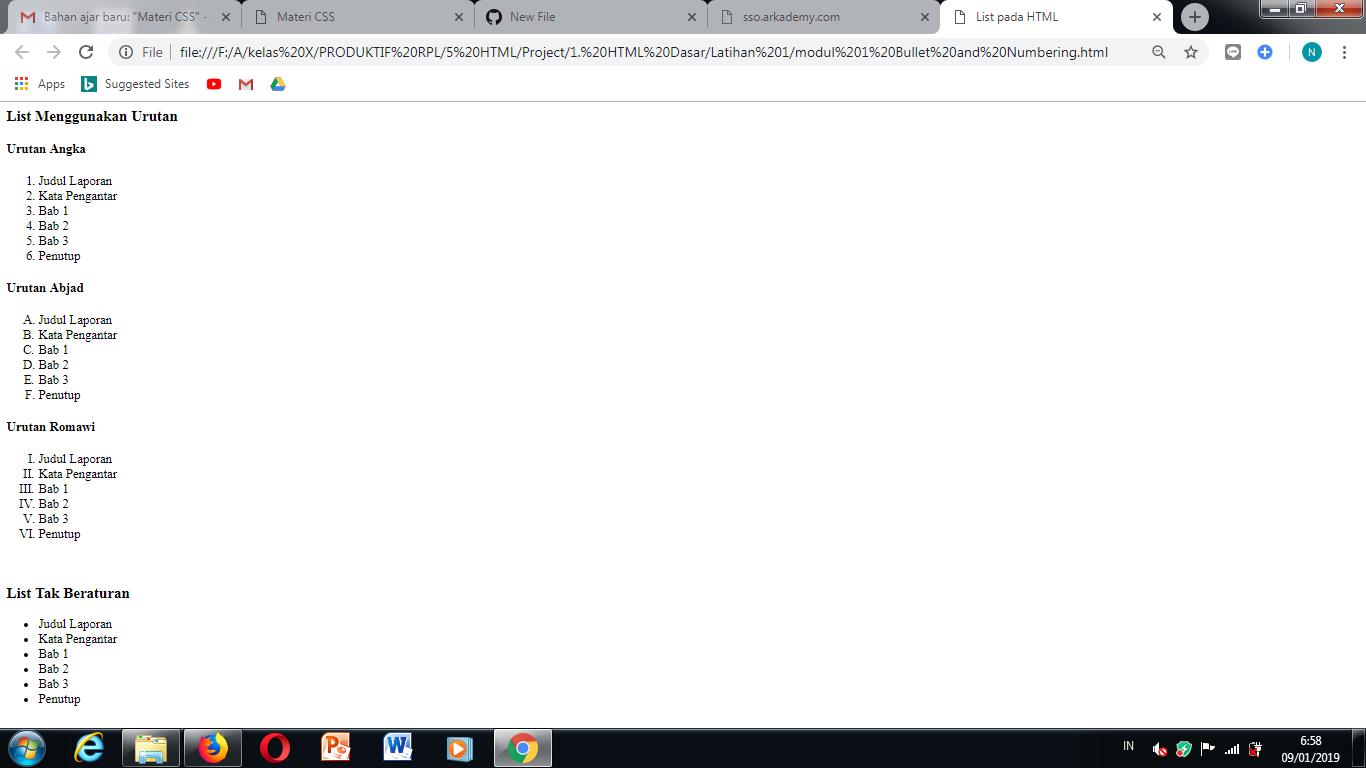 Bahan ajar baru: "Materi CSS" -
Materi CSS
New File
sso.arkademy.com
List pada HTML
File
file:///F:/A/kelas%20X/PRODUKTIF%20RPL/5%20HTML/Project/1.%20HTML%20Dasar/Latihan%201/modul%201%20Bullet%20and%20Numbering.html
N
Apps
Suggested Sites
List Menggunakan Urutan
Urutan Angka
1. Judul Laporan
2. Kata Pengantar
3. Bab 1
4. Bab 2
5. Bab 3
6. Penutup
Urutan Abjad
A. Judul Laporan
B. Kata Pengantar
C. Bab 1
D. Bab 2
E. Bab 3
F. Penutup
Urutan Romawi
I. Judul Laporan
II. Kata Pengantar
III. Bab 1
IV. Bab 2
V. Bab 3
VI. Penutup
List Tak Beraturan
• Judul Laporan
• Kata Pengantar
• Bab 1
• Bab 2
• Bab 3
• Penutup
IN
6:58
09/01/2019